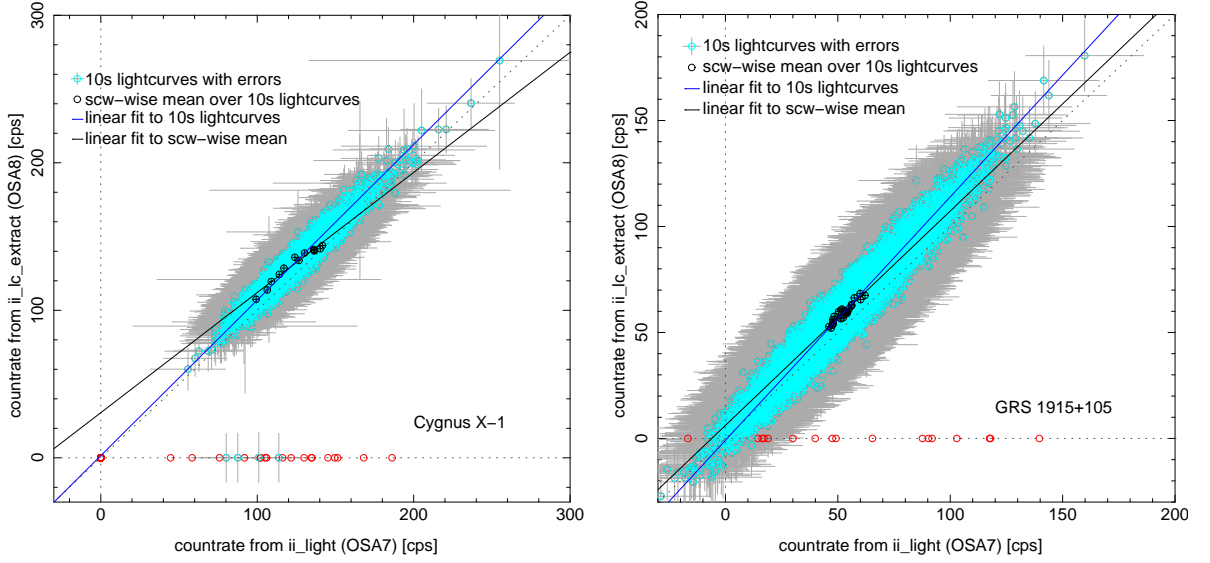 300
200
100
0
countrate from ii_lc_extract (OSA8) [cps]
10s lightcurves with errors
scw−wise mean over 10s lightcurves
linear fit to 10s lightcurves
linear fit to scw−wise mean
Cygnus X−1
0 100 200 300
countrate from ii_light (OSA7) [cps]
200
150
100
50
0
countrate from ii_lc_extract (OSA8) [cps]
10s lightcurves with errors
scw−wise mean over 10s lightcurves
linear fit to 10s lightcurves
linear fit to scw−wise mean
GRS 1915+105
0 50 100 150 200
countrate from ii_light (OSA7) [cps]